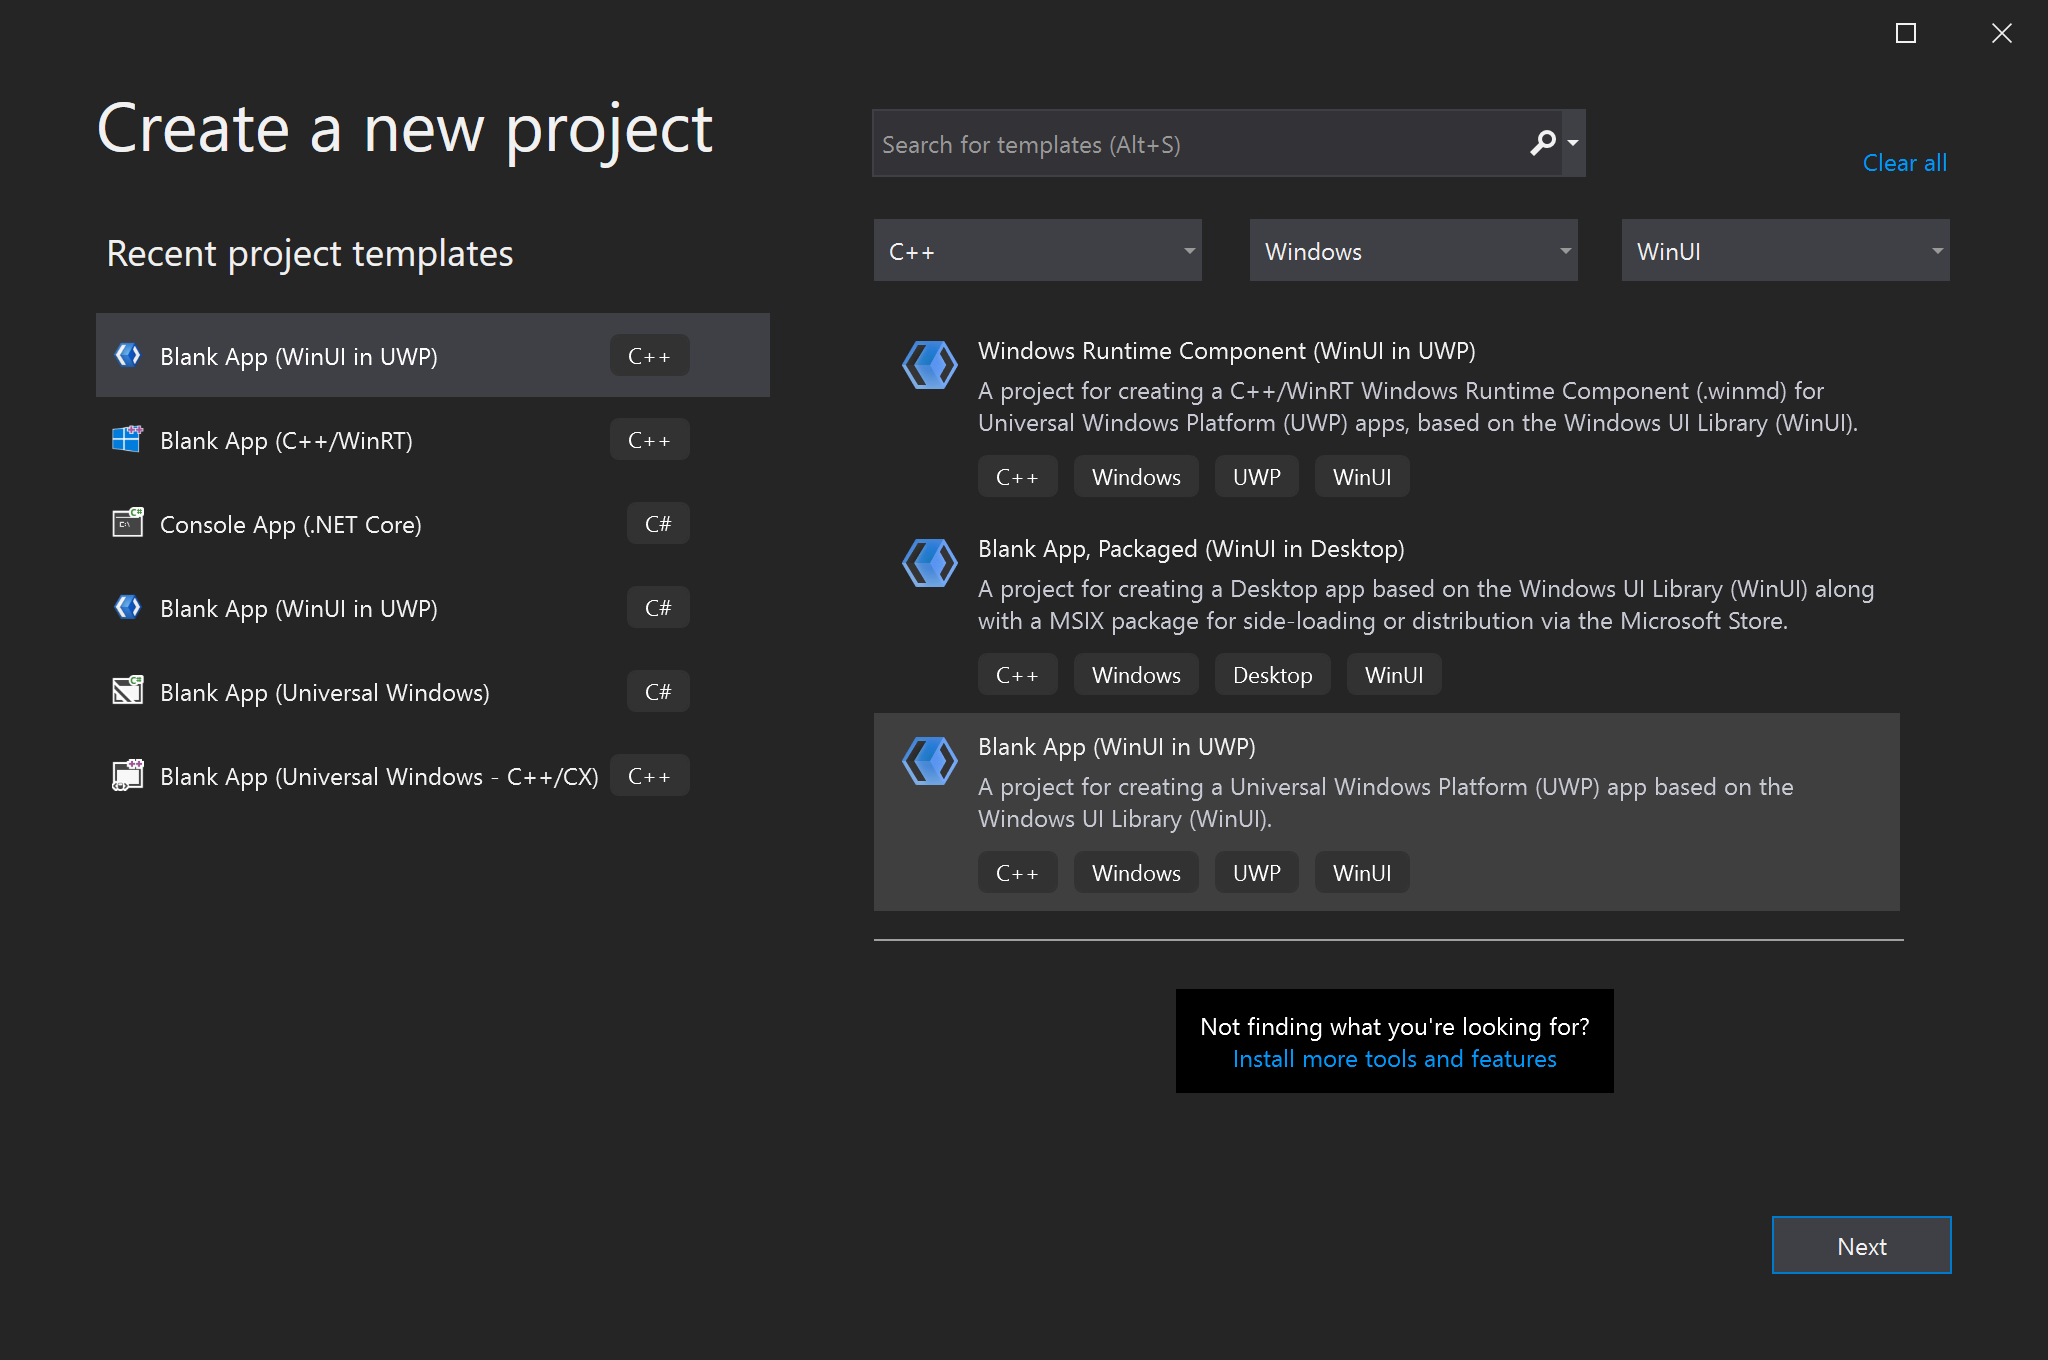 Create a new project
Search for templates (Alt+S)
Clear all
Recent project templates
C++
Windows
WinUI
Blank App (WinUI in UWP)
C++
Blank App (C++/WinRT)
C++
Console App (.NET Core)
C#
Blank App (WinUI in UWP)
C#
Blank App (Universal Windows)
C#
Blank App (Universal Windows - C++/CX)
C++
Windows Runtime Component (WinUI in UWP)
A project for creating a C++/WinRT Windows Runtime Component (.winmd) for
Universal Windows Platform (UWP) apps, based on the Windows UI Library (WinUI).
C++ Windows UWP WinUI
Blank App, Packaged (WinUI in Desktop)
A project for creating a Desktop app based on the Windows UI Library (WinUI) along
with a MSIX package for side-loading or distribution via the Microsoft Store.
C++ Windows Desktop WinUI
Blank App (WinUI in UWP)
A project for creating a Universal Windows Platform (UWP) app based on the
Windows UI Library (WinUI).
C++ Windows UWP WinUI
Not finding what you're looking for?
Install more tools and features
Next